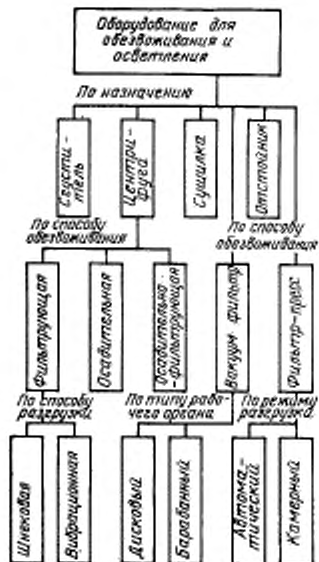 Оборудование для
обезвоживания и
осветления
По назначению
Сгусти-
тель
Центри-
фуга
Сушилка
Отстойник
По способу
обезвоживания
По способу
обезвоживания
Фильтрующая
Осадительная
Осадительно
-фильтрующая
Вакуум фильтр
Фильтр-пресс
По способу
разгрузки
По типу рабо-
чего органа
По режиму
разгрузки
Шнековая
Вибрационная
Дисковый
Барабанный
Автома-
тический
Камерный